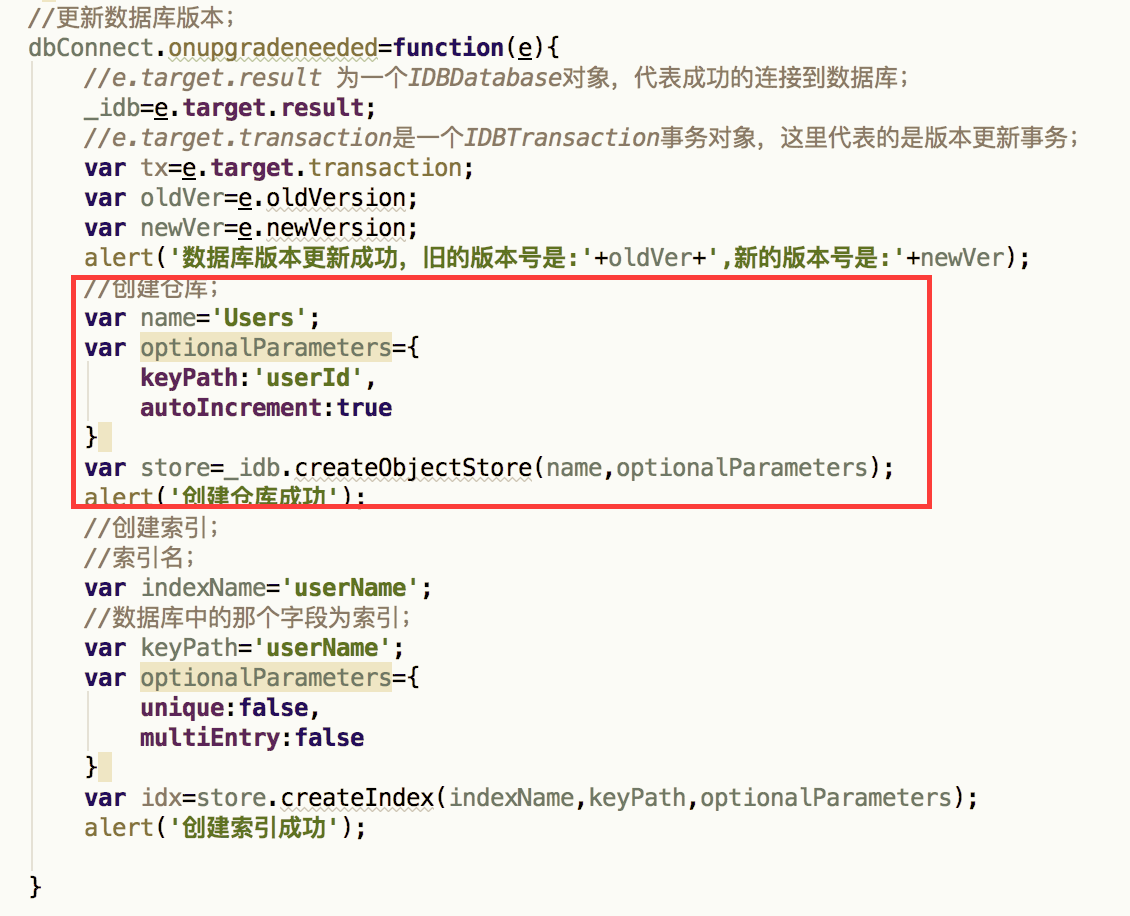 //更新数据库版本;
dbConnect.onupgradeneeded=function(e){
//e.target.result 为一个IDBDatabase对象，代表成功的连接到数据库;
_idb=e.target.result;
//e.target.transaction是一个IDBTransaction事务对象，这里代表的是版本更新事务;
var tx=e.target.transaction;
var oldVer=e.oldVersion;
var newVer=e.newVersion;
alert('数据库版本更新成功，旧的版本号是:'+oldVer+',新的版本号是:'+newVer);
//创建仓库;
var name='Users';
var optionalParameters={
keyPath:'userId',
autoIncrement:true
}
var store=_idb.createObjectStore(name,optionalParameters);
alert('创建仓库成功');
//创建索引;
//索引名;
var indexName='userName';
//数据库中的那个字段为索引;
var keyPath='userName';
var optionalParameters={
unique:false,
multiEntry:false
}
var idx=store.createIndex(indexName,keyPath,optionalParameters);
alert('创建索引成功');
}